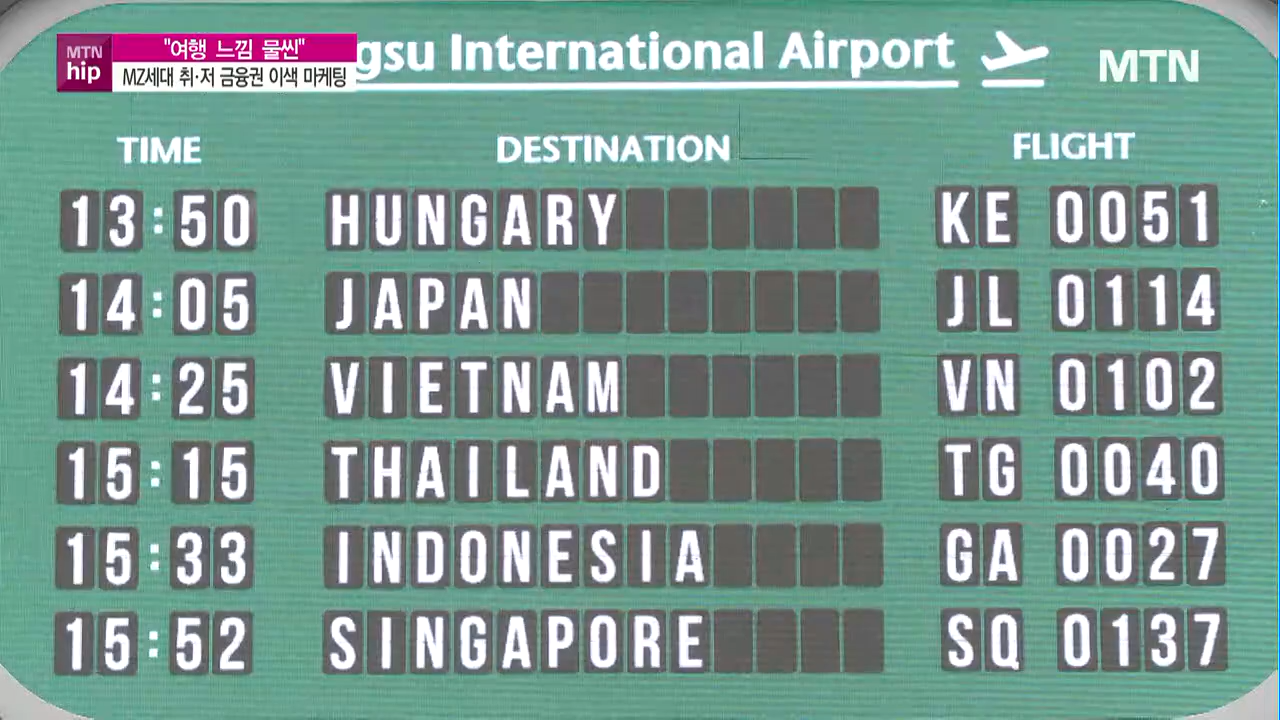 MTN
hip
"여행 느낌 물씬"
MZ세대 취·저 금융권 이색 마케팅
gsu International Airport
MTN
TIME DESTINATION FLIGHT
13:50 HUNGARY KE 0051
14:05 JAPAN JL 0114
14:25 VIETNAM VN 0102
15:15 THAILAND TG 0040
15:33 INDONESIA GA 0027
15:52 SINGAPORE SQ 0137